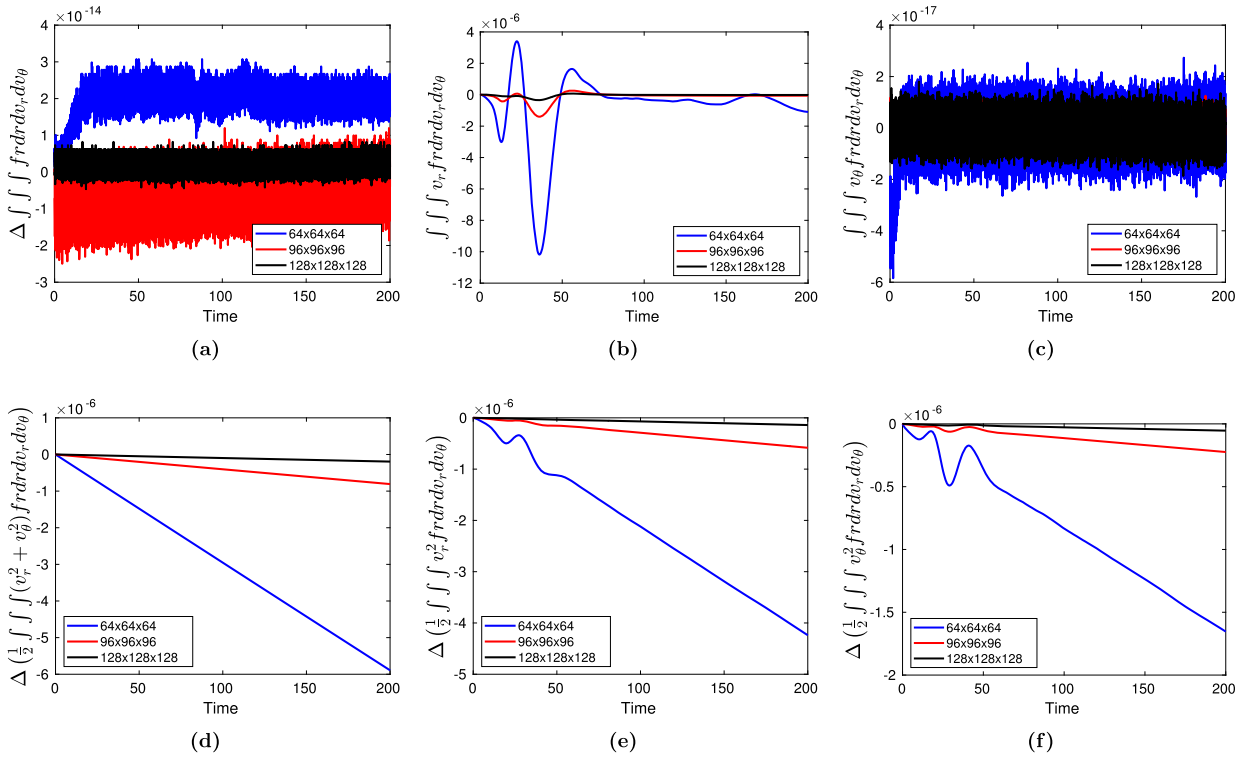 ×10⁻¹⁴
4
3
2
1
0
-1
-2
-3
0 50 100 150 200
Time
Δ ∫ ∫ ∫ ∫ frdrdv_r dv_θ
64x64x64
96x96x96
128x128x128
(a)
×10⁻⁶
6
4
2
0
-2
-4
-6
-8
-10
-12
0 50 100 150 200
Time
∫ ∫ ∫ v_r frdrdv_r dv_θ
64x64x64
96x96x96
128x128x128
(b)
×10⁻¹⁷
4
2
0
-2
-4
-6
0 50 100 150 200
Time
∫ ∫ ∫ v_θ frdrdv_r dv_θ
64x64x64
96x96x96
128x128x128
(c)
×10⁻⁶
1
0
-1
-2
-3
-4
-5
-6
0 50 100 150 200
Time
Δ (½ ∫ ∫ ∫ (v_r² + v_θ²) frdrdv_r dv_θ)
64x64x64
96x96x96
128x128x128
(d)
×10⁻⁶
0
-1
-2
-3
-4
-5
0 50 100 150 200
Time
Δ (½ ∫ ∫ ∫ v_r² frdrdv_r dv_θ)
64x64x64
96x96x96
128x128x128
(e)
×10⁻⁶
0
-0.5
-1
-1.5
-2
0 50 100 150 200
Time
Δ (½ ∫ ∫ ∫ v_θ² frdrdv_r dv_θ)
64x64x64
96x96x96
128x128x128
(f)